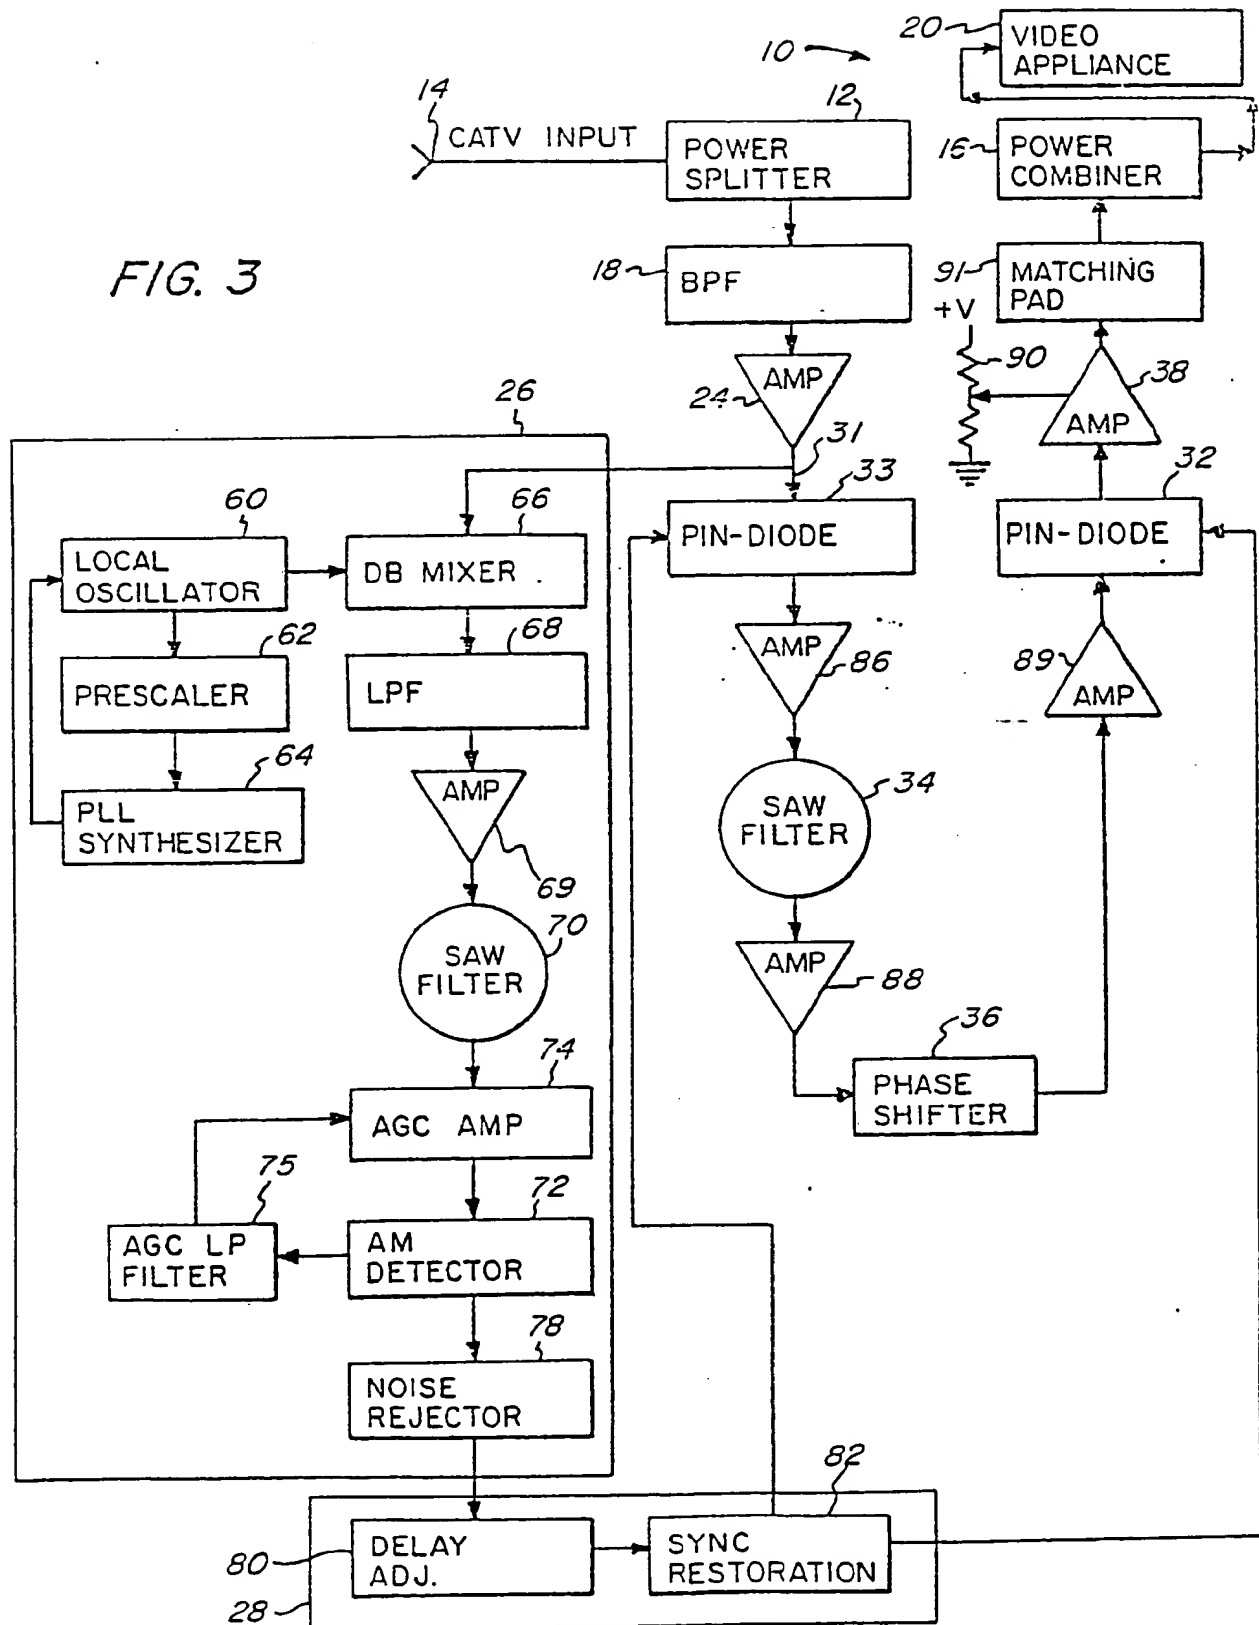 20
VIDEO
APPLIANCE
10
14
CATV INPUT
12
POWER
SPLITTER
16
POWER
COMBINER
FIG. 3
18
BPF
91
MATCHING
PAD
+V
90
24
AMP
38
AMP
26
31
33
PIN-DIODE
32
PIN-DIODE
60
LOCAL
OSCILLATOR
66
DB MIXER
62
PRESCALER
68
LPF
AMP
86
89
AMP
64
PLL
SYNTHESIZER
AMP
69
SAW
FILTER
34
70
SAW
FILTER
AMP
88
36
PHASE
SHIFTER
74
AGC AMP
75
AGC LP
FILTER
72
AM
DETECTOR
78
NOISE
REJECTOR
82
80
DELAY
ADJ.
SYNC
RESTORATION
28